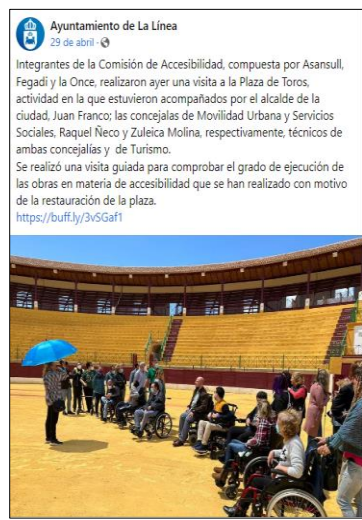 Ayuntamiento de La Línea
29 de abril ·
Integrantes de la Comisión de Accesibilidad, compuesta por Asansull,
Fegadi y la Once, realizaron ayer una visita a la Plaza de Toros,
actividad en la que estuvieron acompañados por el alcalde de la
ciudad, Juan Franco; las concejalas de Movilidad Urbana y Servicios
Sociales, Raquel Ñeco y Zuleica Molina, respectivamente, técnicos de
ambas concejalías y de Turismo.
Se realizó una visita guiada para comprobar el grado de ejecución de
las obras en materia de accesibilidad que se han realizado con motivo
de la restauración de la plaza.
https://buff.ly/3vSGaf1